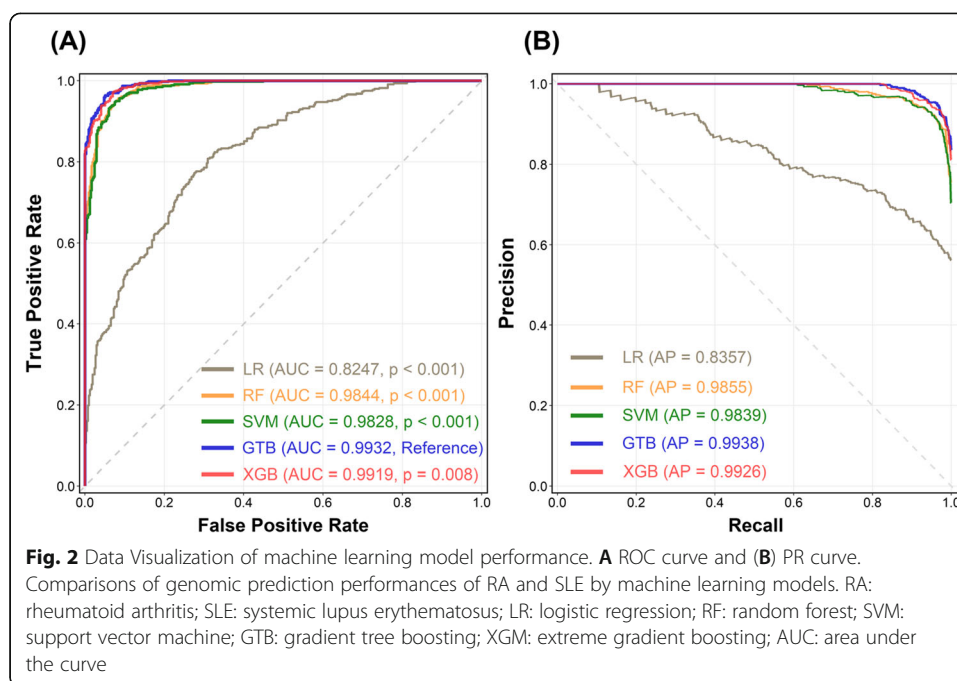 (A)
True Positive Rate
1.0
0.8
0.6
0.4
0.2
0.0
LR (AUC = 0.8247, p < 0.001)
RF (AUC = 0.9844, p < 0.001)
SVM (AUC = 0.9828, p < 0.001)
GTB (AUC = 0.9932, Reference)
XGB (AUC = 0.9919, p = 0.008)
0.0 0.2 0.4 0.6 0.8 1.0
False Positive Rate
(B)
Precision
1.0
0.8
0.6
0.4
0.2
0.0
LR (AP = 0.8357)
RF (AP = 0.9855)
SVM (AP = 0.9839)
GTB (AP = 0.9938)
XGB (AP = 0.9926)
0.0 0.2 0.4 0.6 0.8 1.0
Recall
Fig. 2 Data Visualization of machine learning model performance. A ROC curve and (B) PR curve.
Comparisons of genomic prediction performances of RA and SLE by machine learning models. RA:
rheumatoid arthritis; SLE: systemic lupus erythematosus; LR: logistic regression; RF: random forest; SVM:
support vector machine; GTB: gradient tree boosting; XGM: extreme gradient boosting; AUC: area under
the curve